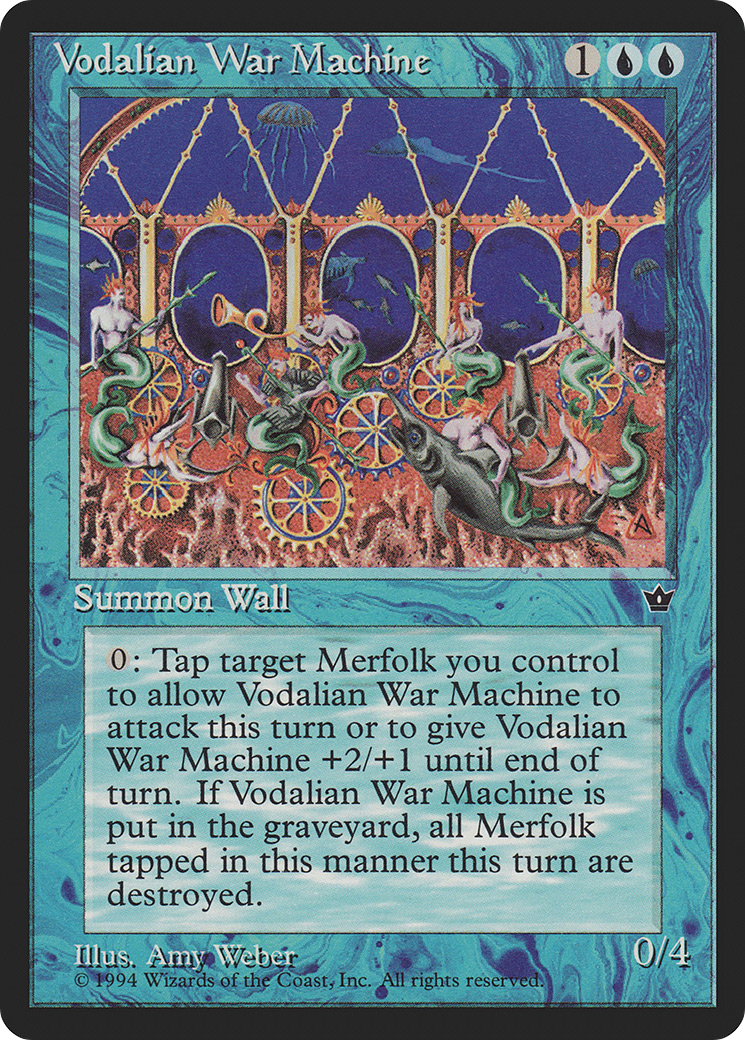 Vodalian War Machine 1
Summon Wall
0: Tap target Merfolk you control
to allow Vodalian War Machine to
attack this turn or to give Vodalian
War Machine +2/+1 until end of
turn. If Vodalian War Machine is
put in the graveyard, all Merfolk
tapped in this manner this turn are
destroyed.
Illus. Amy Weber 0/4
© 1994 Wizards of the Coast, Inc. All rights reserved.